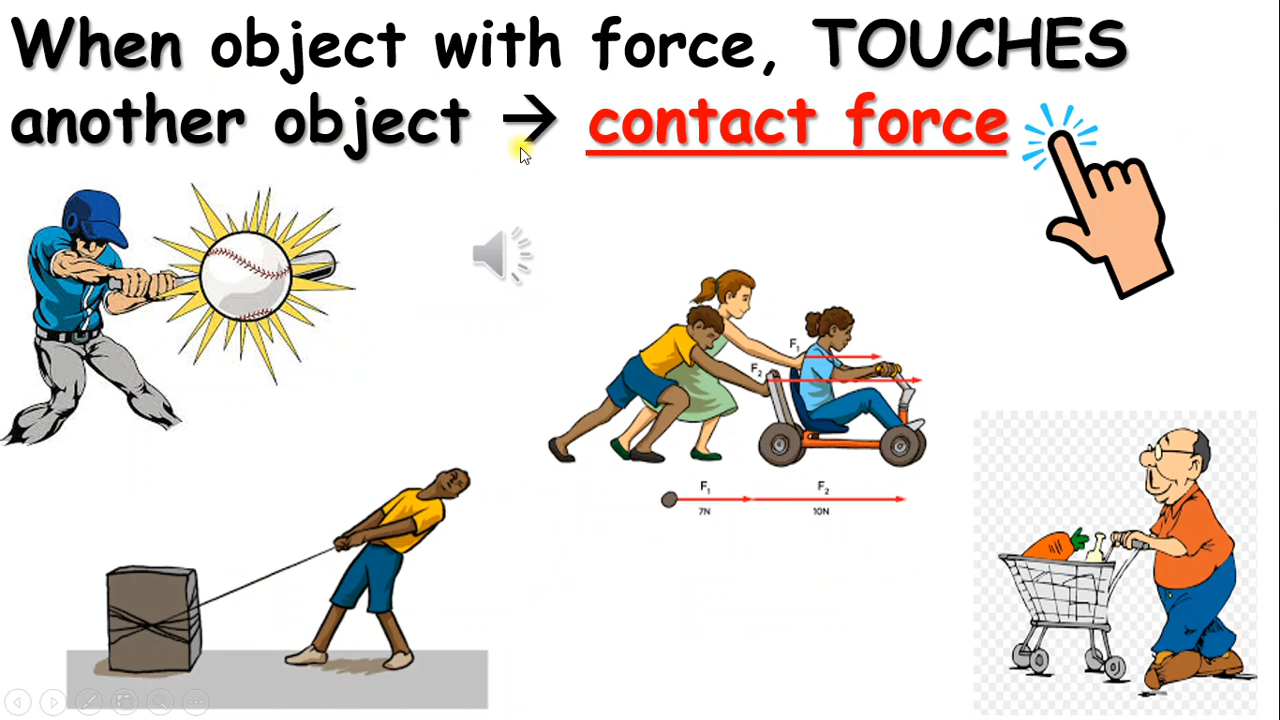 When object with force, TOUCHES
another object → contact force
F₁
F₂
F₁ F₂
7N 10N